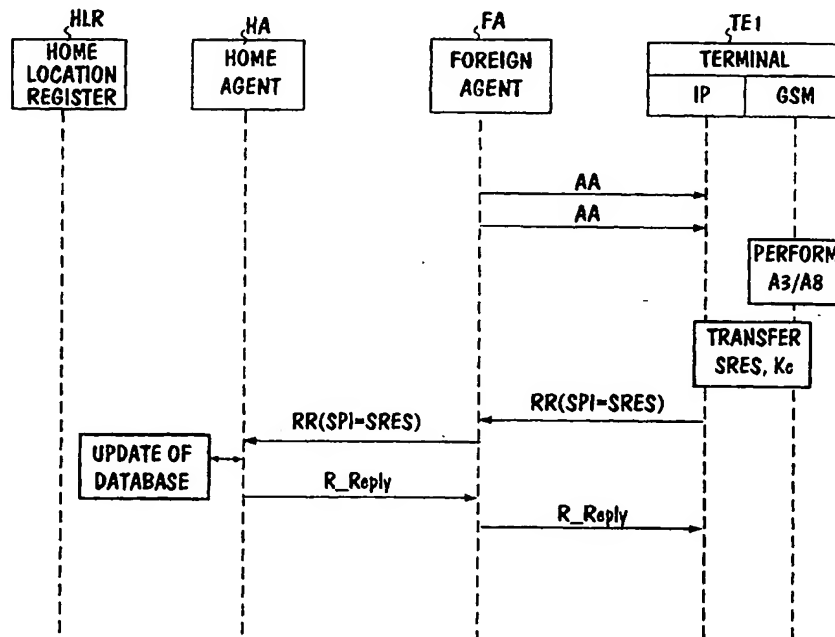 HLR
HOME
LOCATION
REGISTER
HA
HOME
AGENT
FA
FOREIGN
AGENT
TE1
TERMINAL
IP
GSM
AA
AA
PERFORM
A3/A8
TRANSFER
SRES, Kc
RR(SPI=SRES)
RR(SPI=SRES)
UPDATE OF
DATABASE
R_Reply
R_Reply